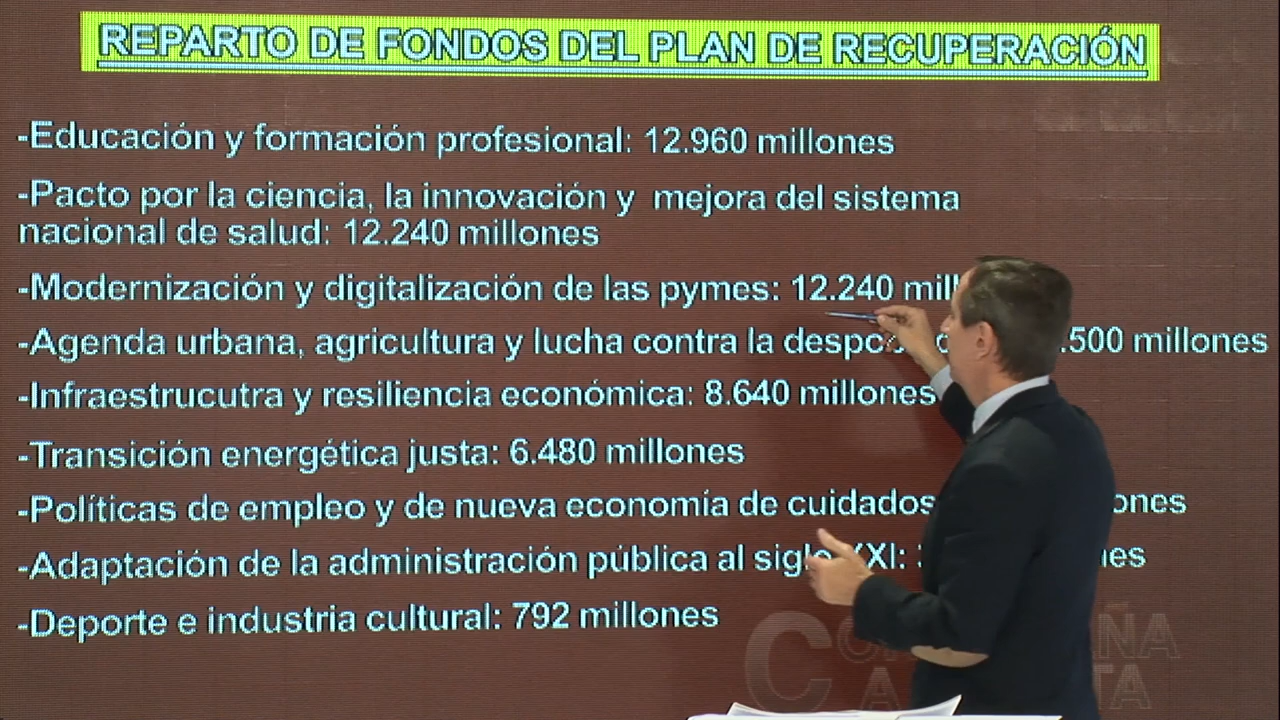 REPARTO DE FONDOS DEL PLAN DE RECUPERACIÓN
-Educación y formación profesional: 12.960 millones
-Pacto por la ciencia, la innovación y mejora del sistema
nacional de salud: 12.240 millones
-Modernización y digitalización de las pymes: 12.240
-Agenda urbana, agricultura y lucha contra la .500 millones
-Infraestrucutra y resiliencia económica: 8.640 millones
-Transición energética justa: 6.480 millones
-Políticas de empleo y de nueva economía de cuidados
-Adaptación de la administración pública al siglo XXI:
-Deporte e industria cultural: 792 millones